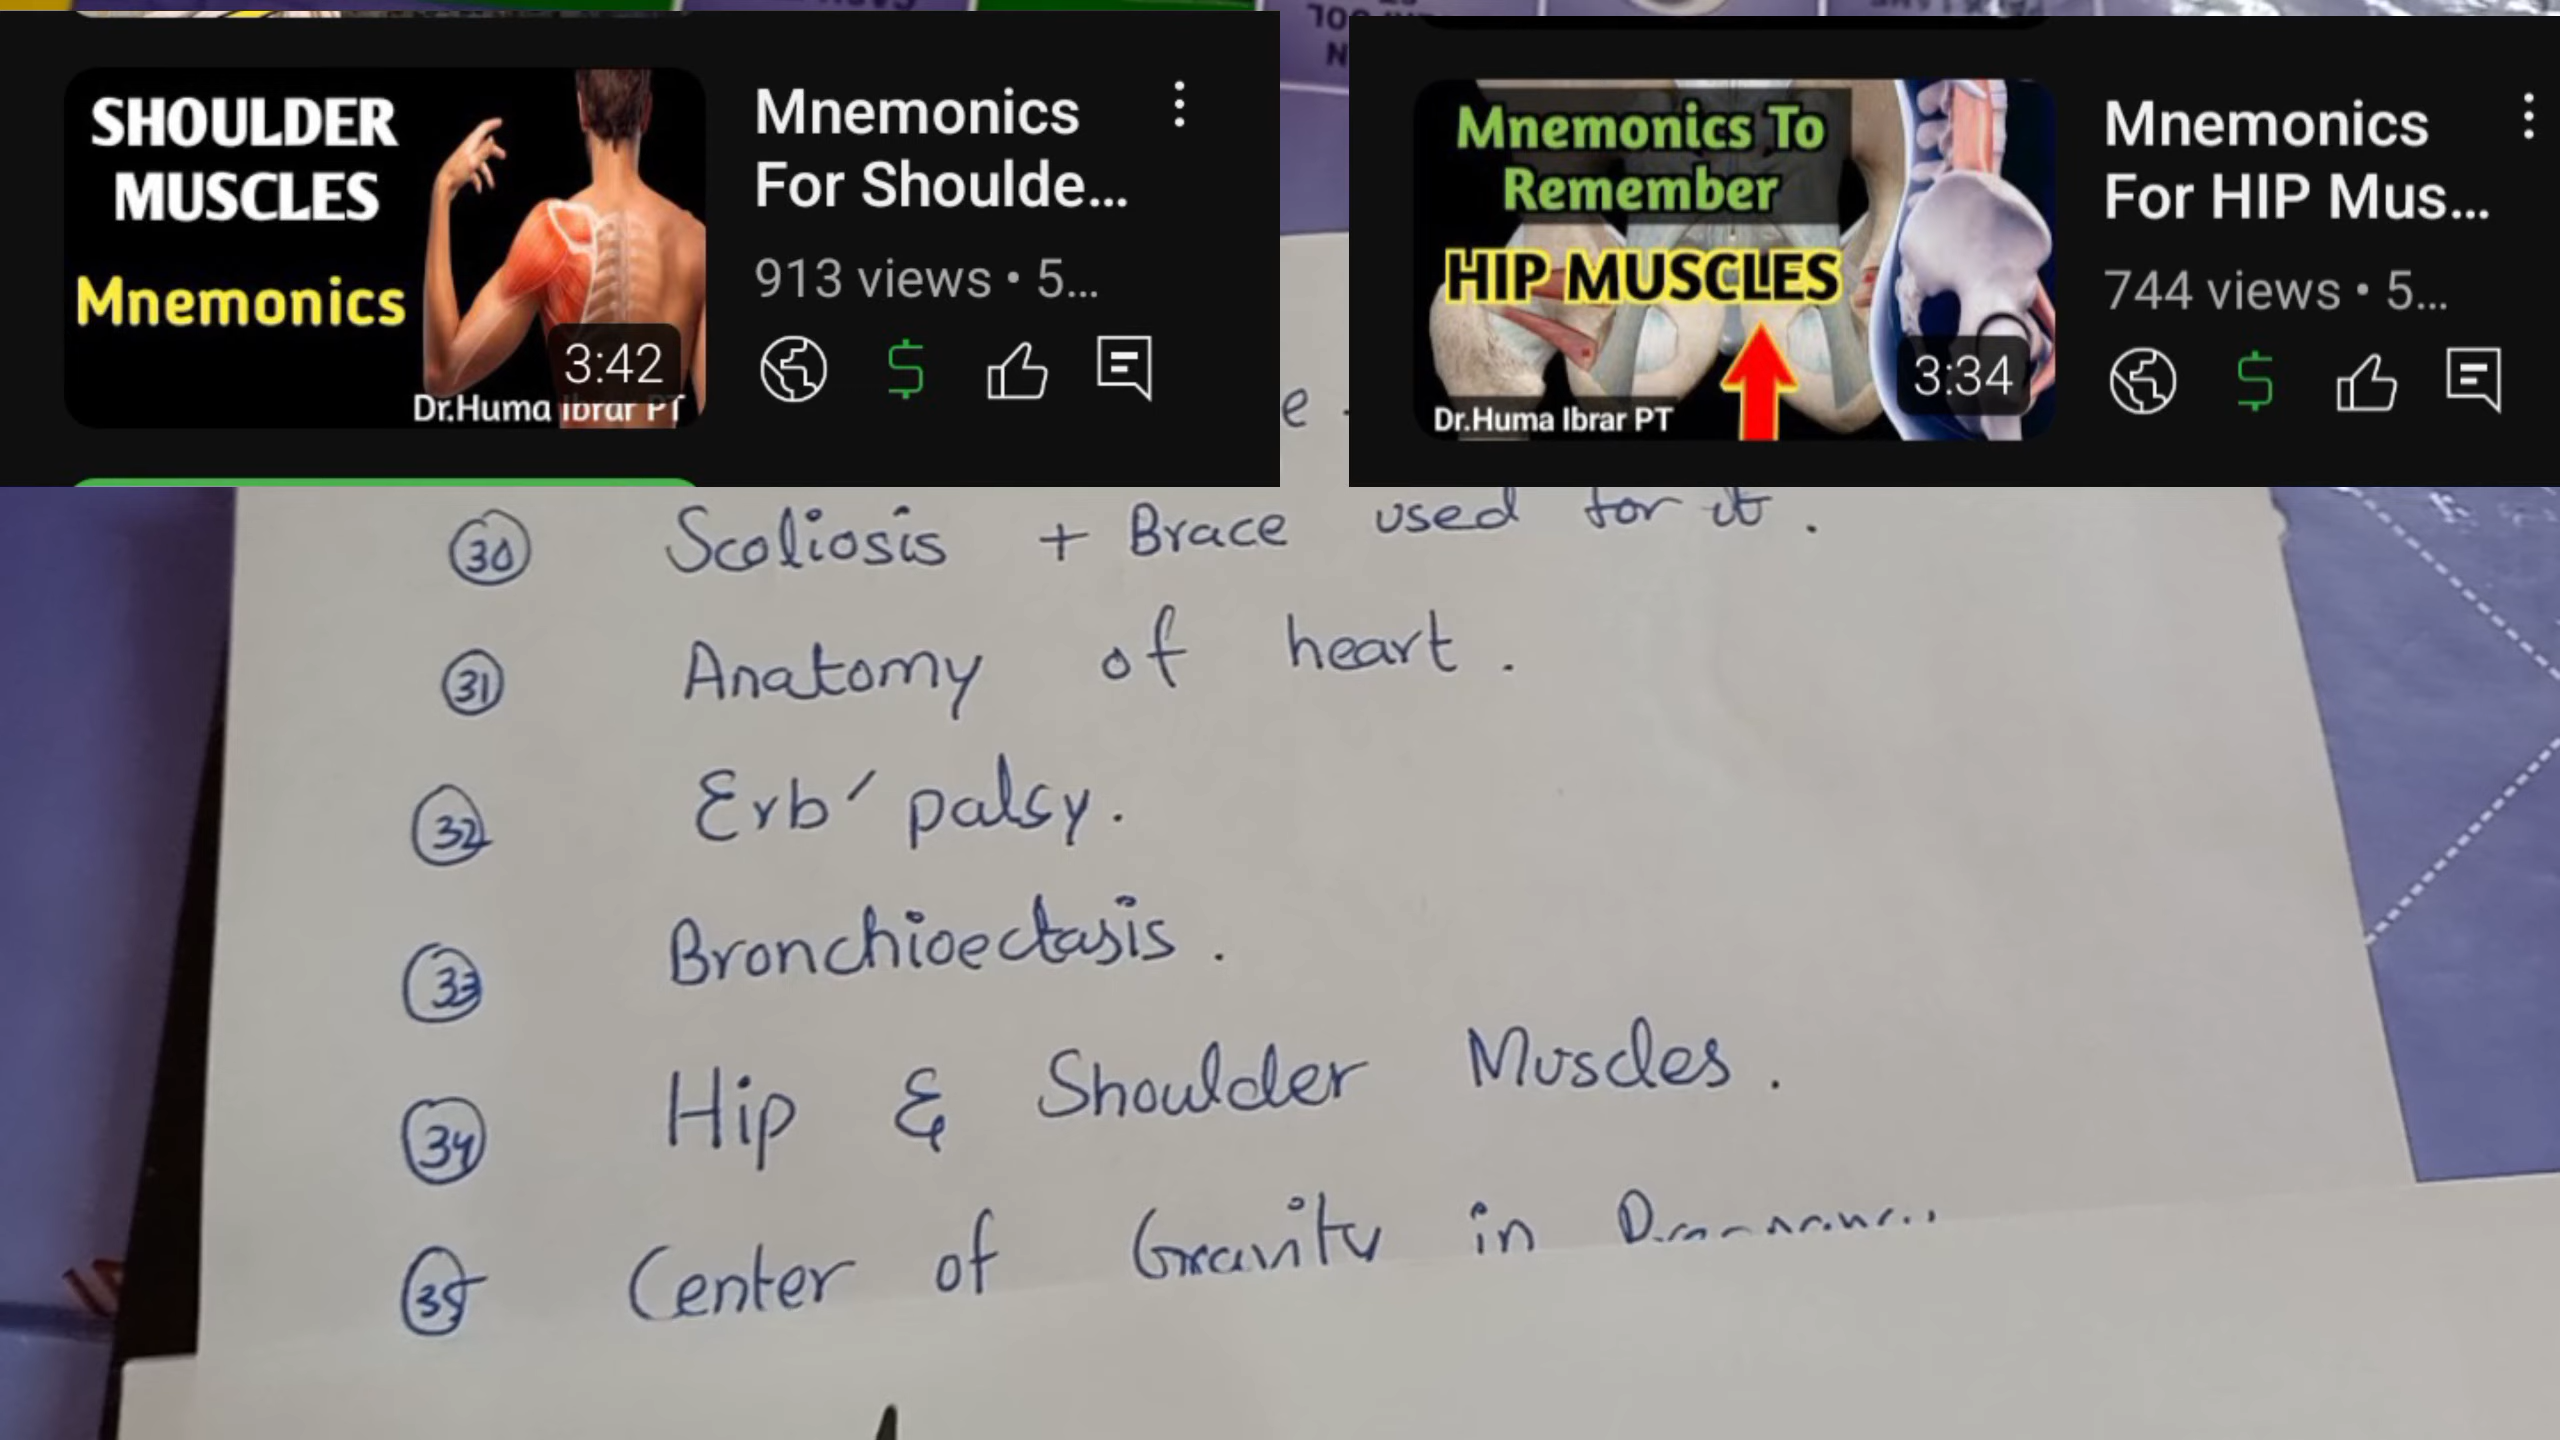 SHOULDER
MUSCLES
Mnemonics
3:42
Dr.Huma Ibrar PT
Mnemonics
For Shoulde...
913 views • 5...
Mnemonics To
Remember
HIP MUSCLES
3:34
Dr.Huma Ibrar PT
Mnemonics
For HIP Mus...
744 views • 5...
30 Scoliosis + Brace used for it.
31 Anatomy of heart.
32 Erb' palsy.
33 Bronchioectasis.
34 Hip & Shoulder Muscles.
35 Center of Gravity in